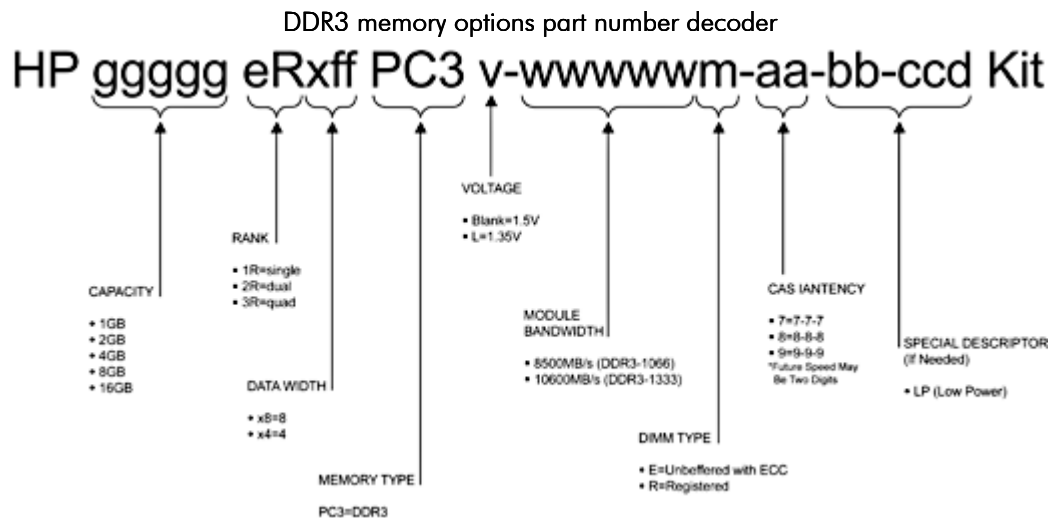 DDR3 memory options part number decoder
HP ggggg eRxff PC3 v-wwwwwm-aa-bb-ccd Kit
VOLTAGE
▪ Blank=1.5V
▪ L=1.35V
RANK
▪ 1R=single
▪ 2R=dual
▪ 3R=quad
CAPACITY
+ 1GB
+ 2GB
+ 4GB
+ 8GB
+ 16GB
CAS IANTENCY
▪ 7=7-7-7
▪ 8=8-8-8
▪ 9=9-9-9
*Future Speed May
Be Two Digits
MODULE
BANDWIDTH
▪ 8500MB/s (DDR3-1066)
▪ 10600MB/s (DDR3-1333)
SPECIAL DESCRIPTOR
(If Needed)
▪ LP (Low Power)
DATA WIDTH
+ x8=8
+ x4=4
DIMM TYPE
▪ E=Unbeffered with ECC
▪ R=Registered
MEMORY TYPE
PC3=DDR3